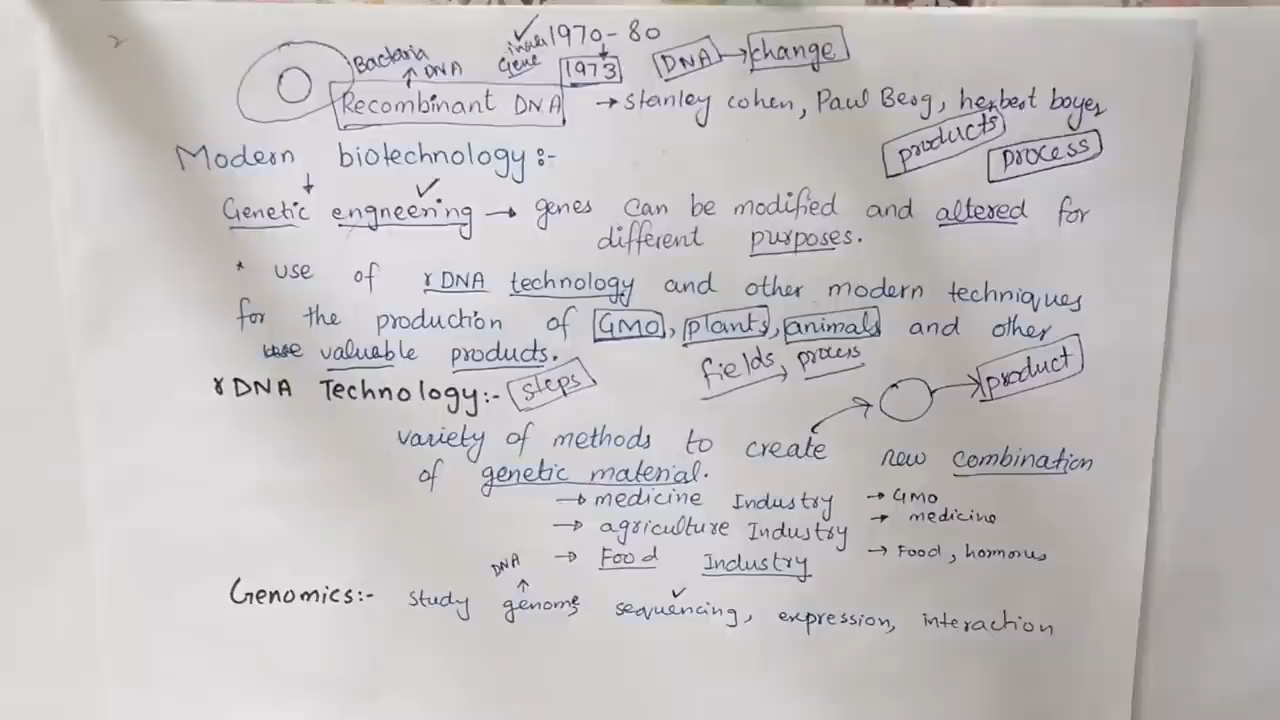 1970-80
Bacteria
DNA
Gene
1973
DNA → change
Recombinant DNA → Stanley cohen, Paul Berg, herbert boyer
products
process
Modern biotechnology:-
Genetic engneering → genes can be modified and altered for
different purposes.
* use of rDNA technology and other modern techniques
for the production of GMO, plants, animals and other
valuable products.
fields, process
product
rDNA Technology:- steps
variety of methods to create new combination
of genetic material.
→ medicine Industry → GMO
→ agriculture Industry → medicine
→ Food Industry → Food, hormones
DNA
Genomics:- study genome, sequencing, expression, interaction